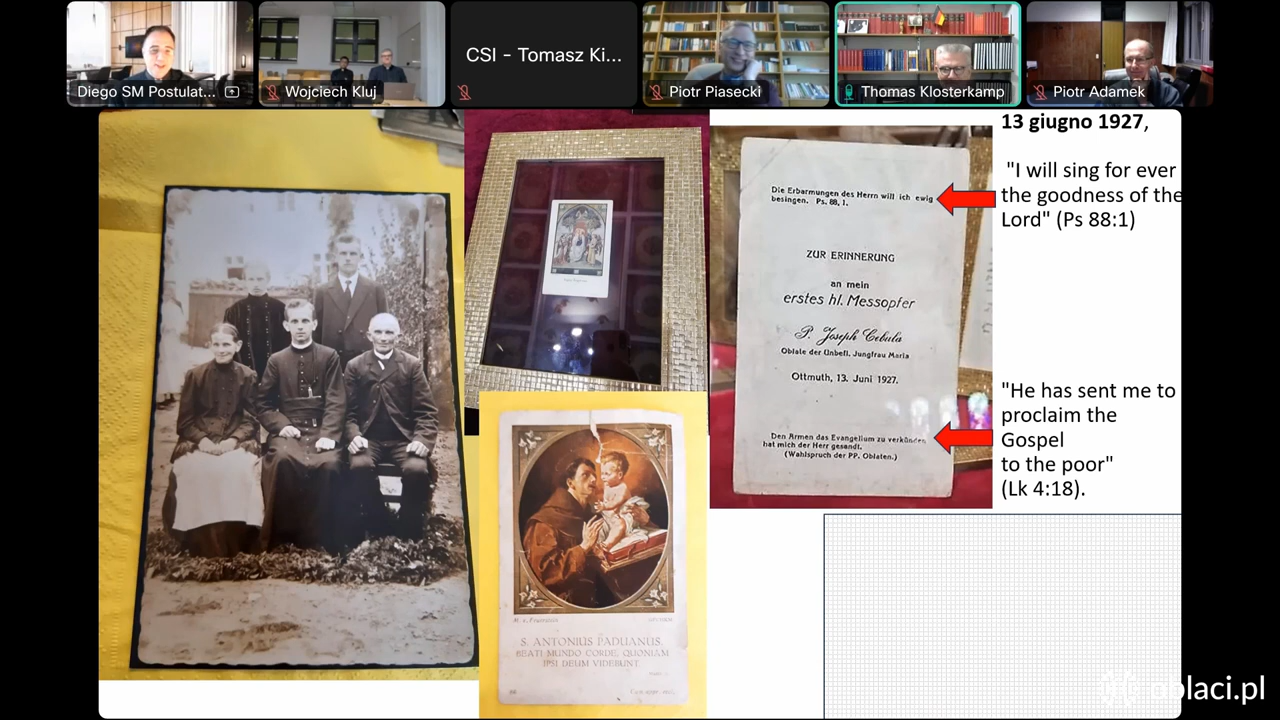 Diego SM Postulat...
Wojciech Kluj
CSI - Tomasz Ki...
Piotr Piasecki
Thomas Klosterkamp
Piotr Adamek
13 giugno 1927,
"I will sing for ever
the goodness of the
Lord" (Ps 88:1)
"He has sent me to
proclaim the
Gospel
to the poor"
(Lk 4:18).
Die Erbarmungen des Herrn will ich ewig
besingen. Ps. 88, 1.
ZUR ERINNERUNG
an mein
erstes hl. Messopfer
P. Joseph Cebula
Oblate der Unbefl. Jungfrau Maria
Ottmuth, 13. Juni 1927.
Den Armen das Evangelium zu verkünden
hat mich der Herr gesandt.
(Wahlspruch der PP. Oblaten.)
S. ANTONIUS PADUANUS.
BEATI MUNDO CORDE, QUONIAM
IPSI DEUM VIDEBUNT.
oblaci.pl